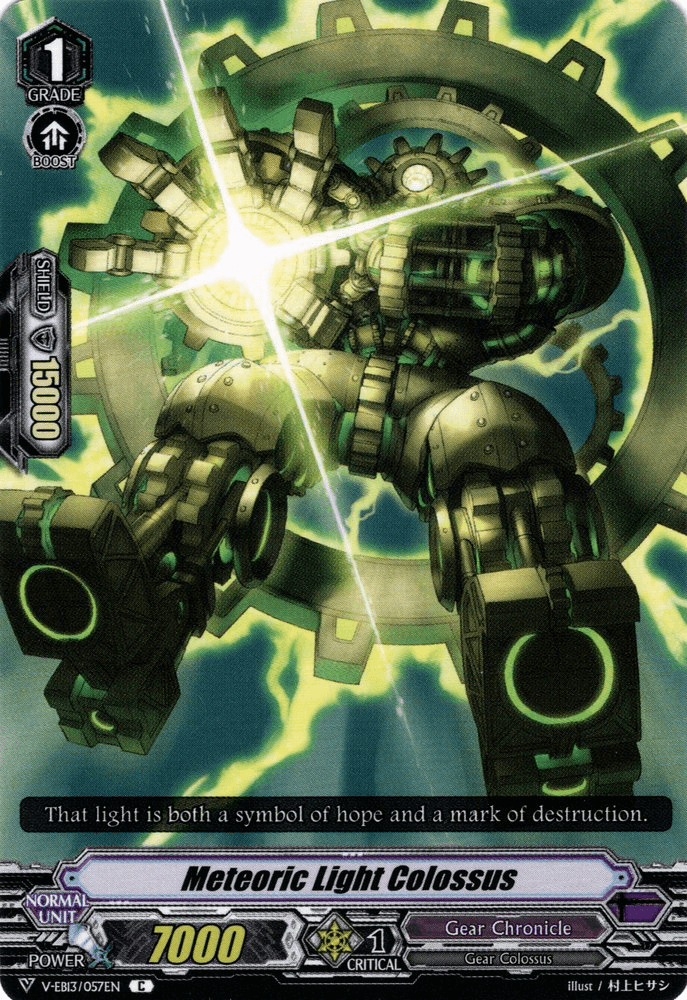 1
GRADE
BOOST
SHIELD
15000
That light is both a symbol of hope and a mark of destruction.
Meteoric Light Colossus
NORMAL
UNIT
POWER
7000
1
CRITICAL
Gear Chronicle
Gear Colossus
V-EB13/057EN
C
illust / 村上ヒサシ